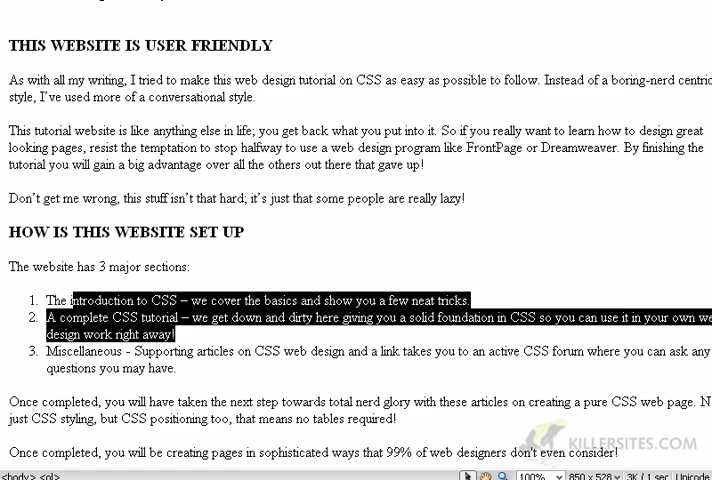 THIS WEBSITE IS USER FRIENDLY
As with all my writing, I tried to make this web design tutorial on CSS as easy as possible to follow. Instead of a boring-nerd centric
style, I've used more of a conversational style.
This tutorial website is like anything else in life; you get back what you put into it. So if you really want to learn how to design great
looking pages, resist the temptation to stop halfway to use a web design program like FrontPage or Dreamweaver. By finishing the
tutorial you will gain a big advantage over all the others out there that gave up!
Don't get me wrong, this stuff isn't that hard; it's just that some people are really lazy!
HOW IS THIS WEBSITE SET UP
The website has 3 major sections:
1. The introduction to CSS – we cover the basics and show you a few neat tricks.
2. A complete CSS tutorial – we get down and dirty here giving you a solid foundation in CSS so you can use it in your own we
design work right away!
3. Miscellaneous - Supporting articles on CSS web design and a link takes you to an active CSS forum where you can ask any
questions you may have.
Once completed, you will have taken the next step towards total nerd glory with these articles on creating a pure CSS web page. N
just CSS styling, but CSS positioning too, that means no tables required!
KILLERSITES.COM
Once completed, you will be creating pages in sophisticated ways that 99% of web designers don't even consider!
<body> <ol> 100% 850 x 528 3K / 1 sec Unicode